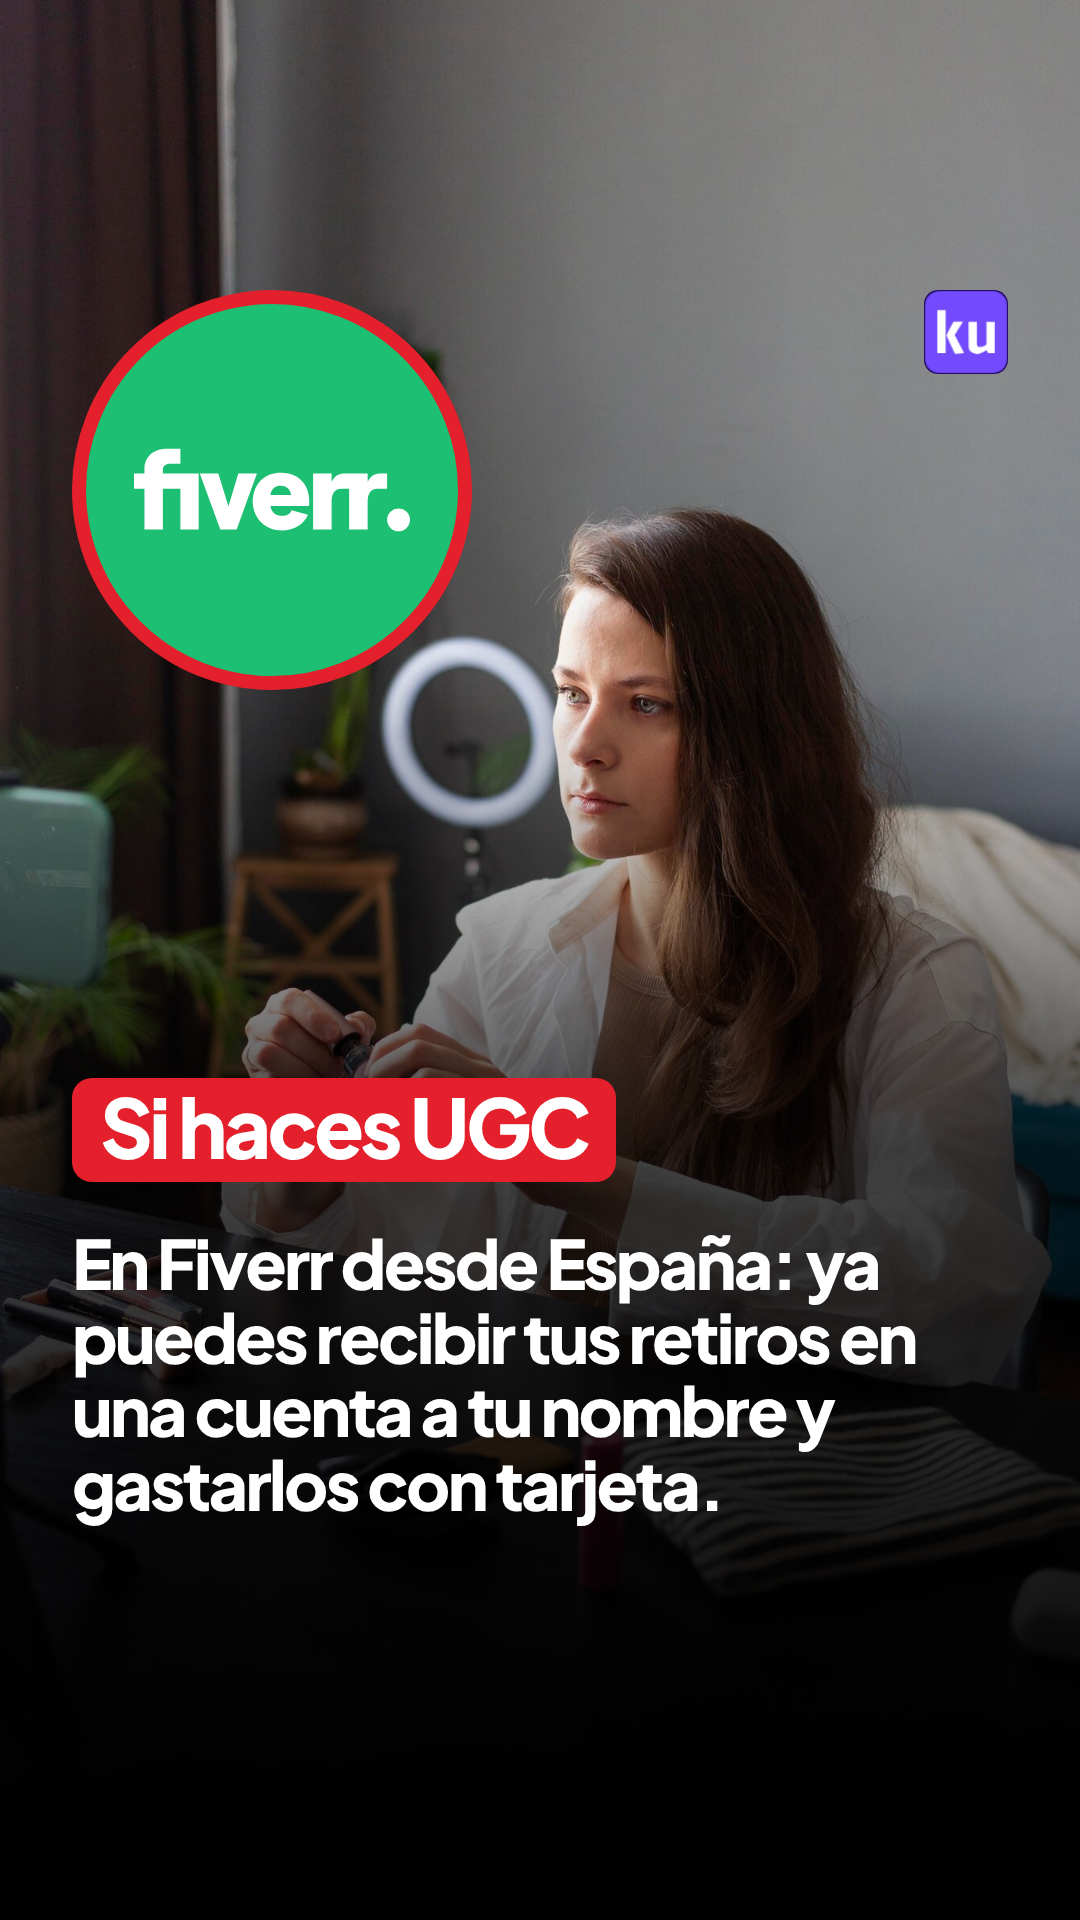 fiverr.
ku
Si haces UGC
En Fiverr desde España: ya
puedes recibir tus retiros en
una cuenta a tu nombre y
gastarlos con tarjeta.